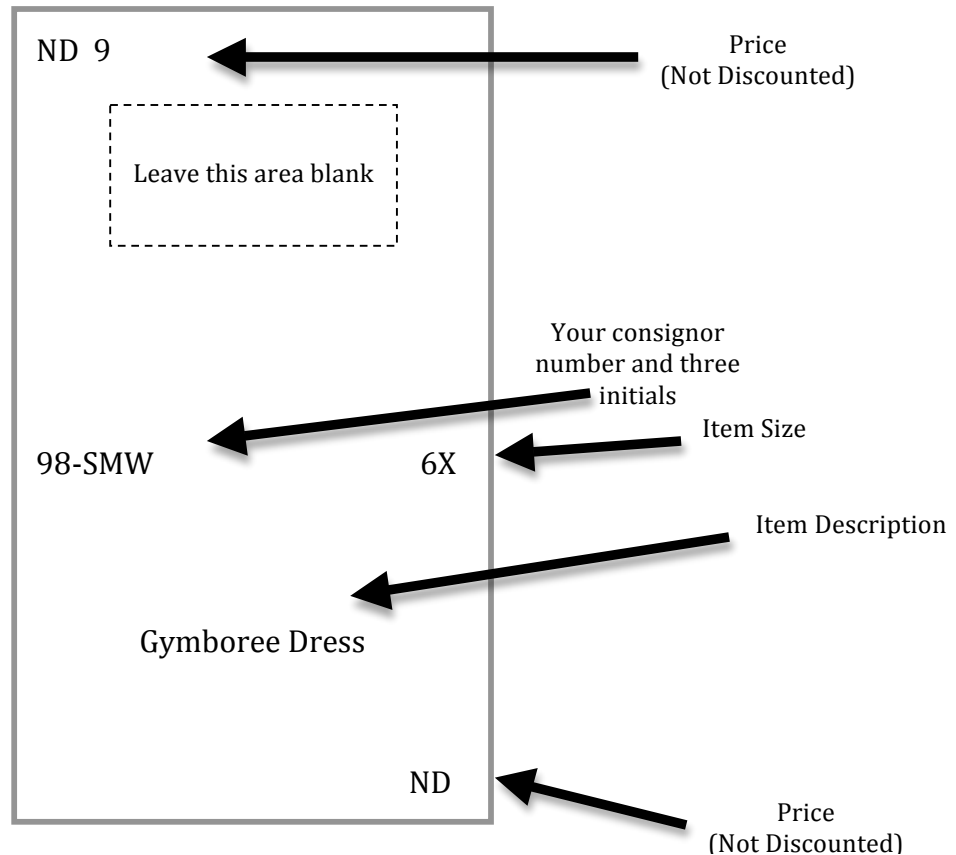 ND 9
Price
(Not Discounted)
Leave this area blank
Your consignor
number and three
initials
Item Size
98-SMW
6X
Item Description
Gymboree Dress
ND
Price
(Not Discounted)